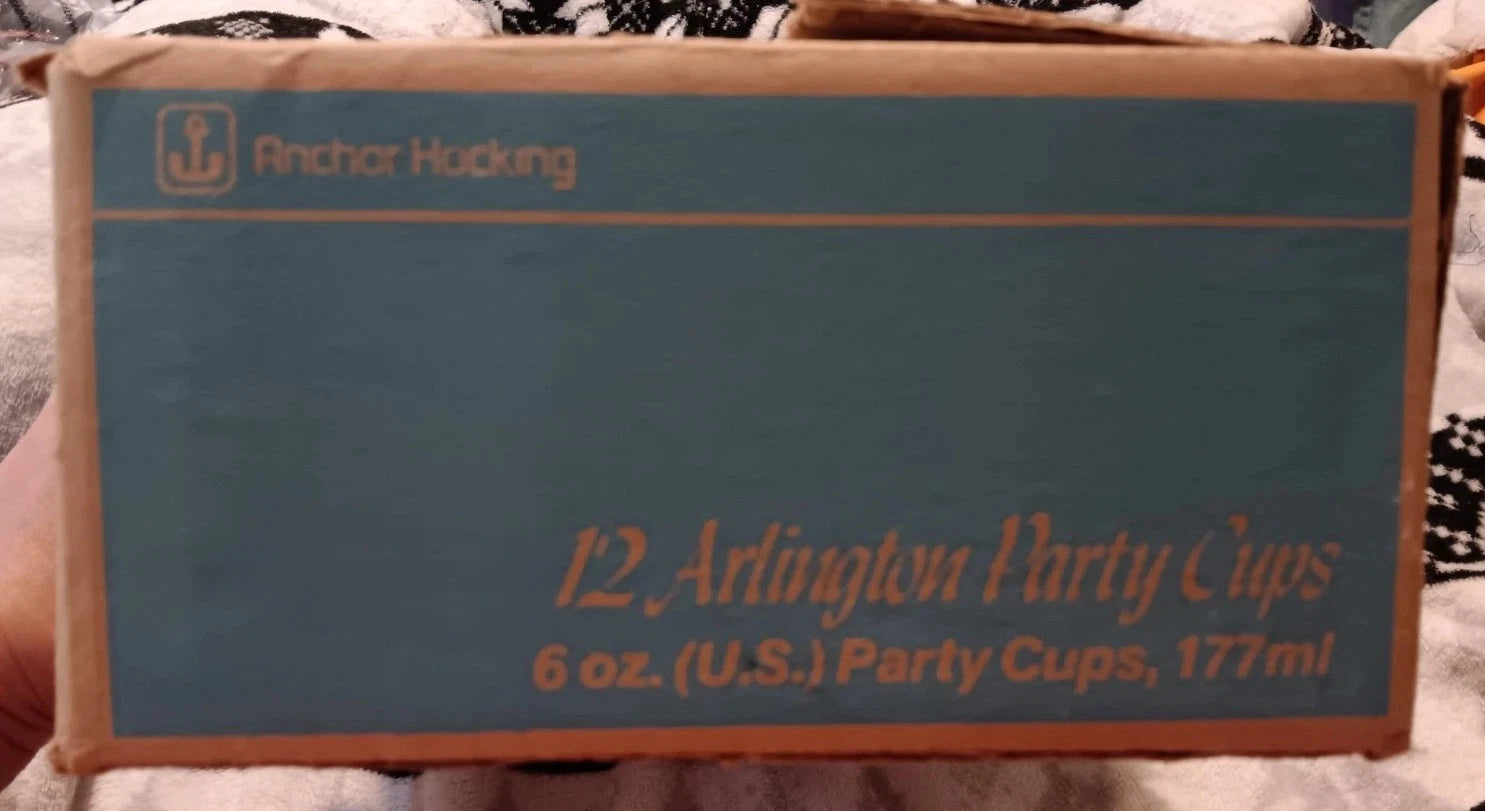 Anchor Hocking
12 Arlington Party Cups
6 oz. (U.S.) Party Cups, 177ml